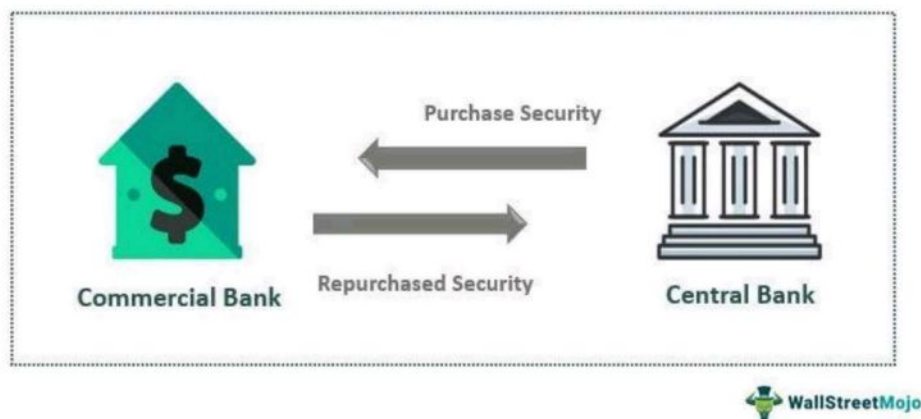 Purchase Security
Repurchased Security
Commercial Bank
Central Bank
WallStreetMojo